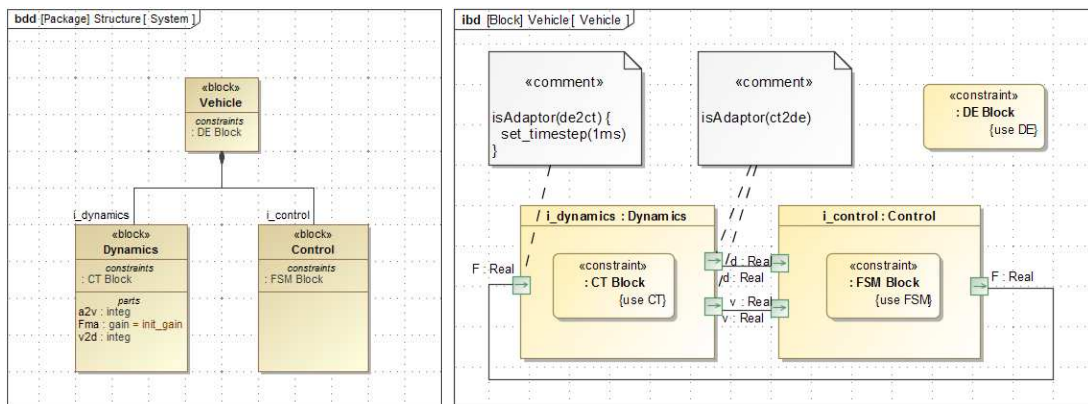 bdd [Package] Structure [ System ]
«block»
Vehicle
constraints
: DE Block
i_dynamics
i_control
«block»
Dynamics
constraints
: CT Block
parts
a2v : integ
Fma : gain = init_gain
v2d : integ
«block»
Control
constraints
: FSM Block
ibd [Block] Vehicle [ Vehicle ]
«comment»
isAdaptor(de2ct) {
set_timestep(1ms)
}
«comment»
isAdaptor(ct2de)
«constraint»
: DE Block
{use DE}
i_dynamics : Dynamics
«constraint»
: CT Block
{use CT}
F : Real
d : Real
d : Real
v : Real
v : Real
i_control : Control
«constraint»
: FSM Block
{use FSM}
F : Real